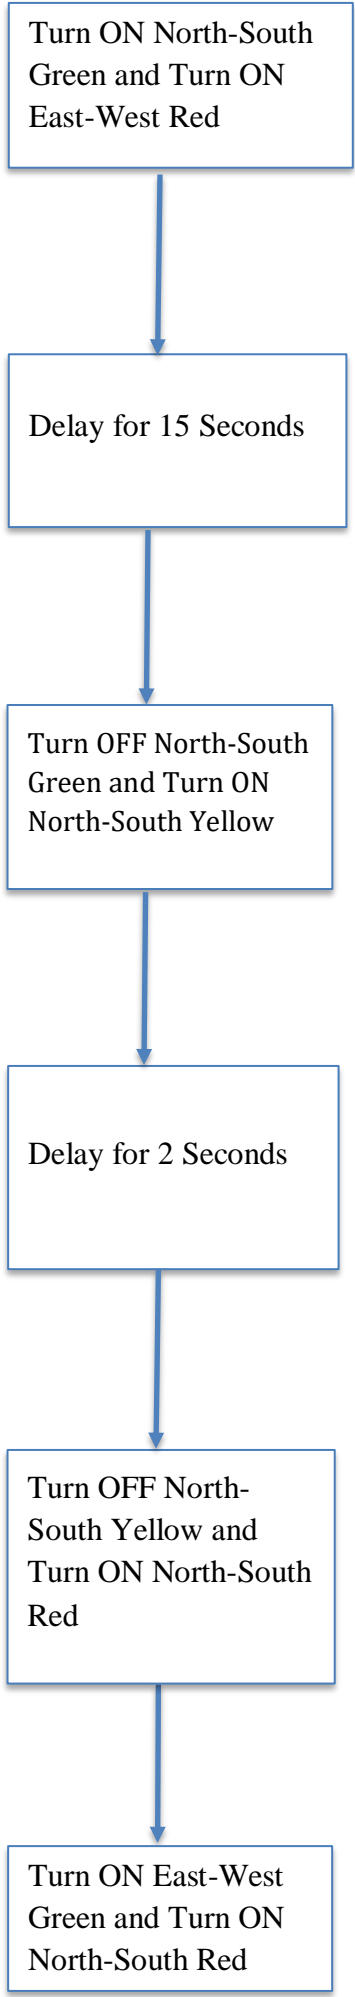 Turn ON North-South
Green and Turn ON
East-West Red
Delay for 15 Seconds
Turn OFF North-South
Green and Turn ON
North-South Yellow
Delay for 2 Seconds
Turn OFF North-
South Yellow and
Turn ON North-South
Red
Turn ON East-West
Green and Turn ON
North-South Red